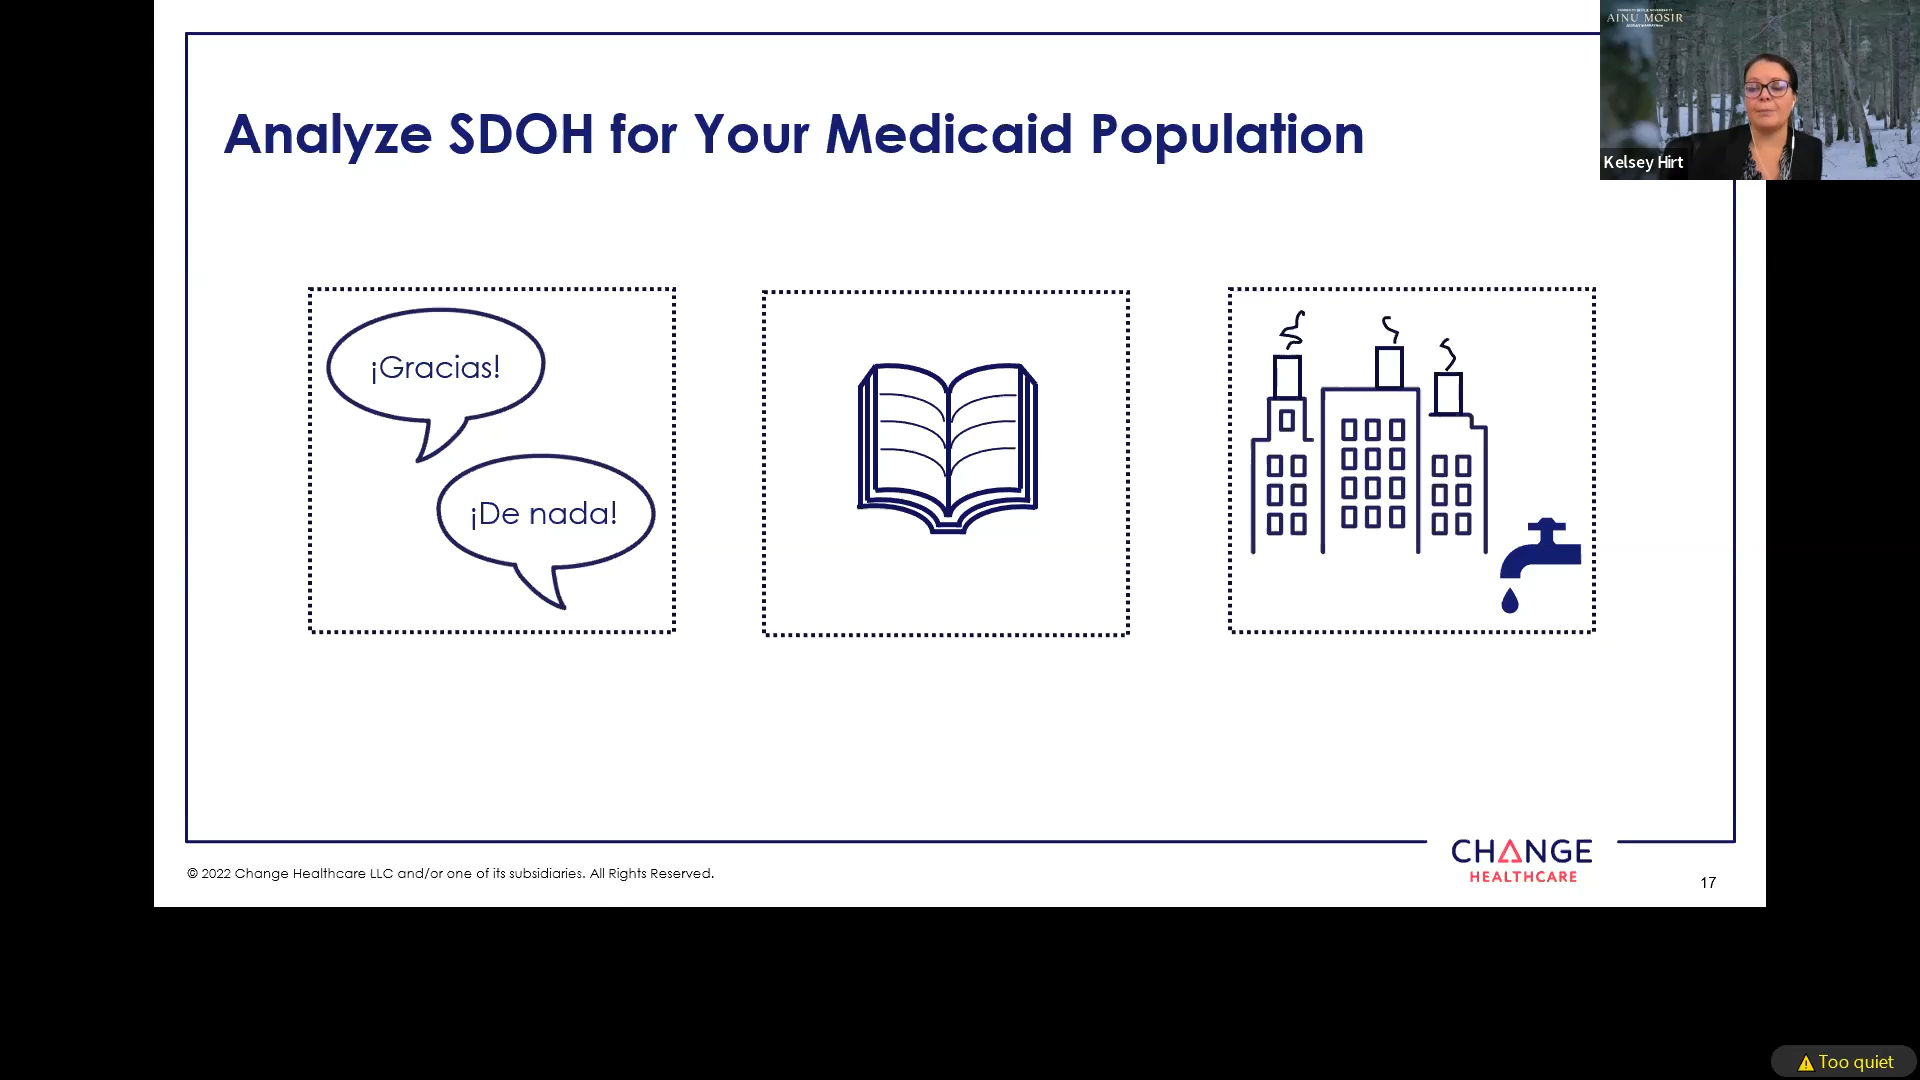 Analyze SDOH for Your Medicaid Population
AINU MOSIR
Kelsey Hirt
¡Gracias!
¡De nada!
© 2022 Change Healthcare LLC and/or one of its subsidiaries. All Rights Reserved.
CHANGE
HEALTHCARE
17
Too quiet